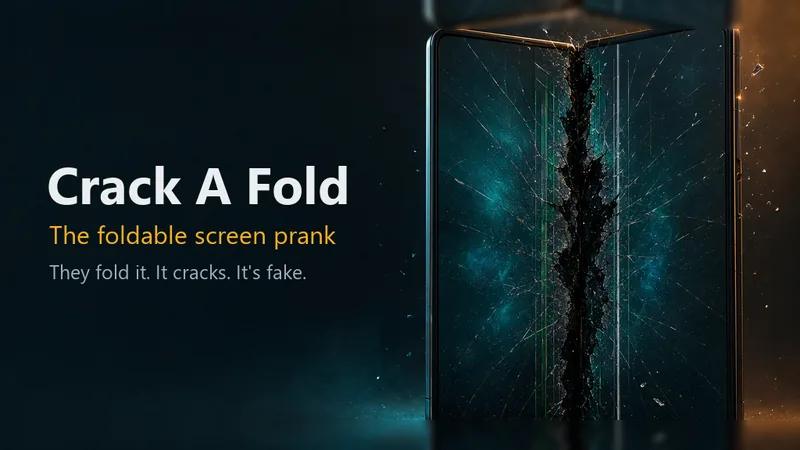 Crack A Fold
The foldable screen prank
They fold it. It cracks. It's fake.